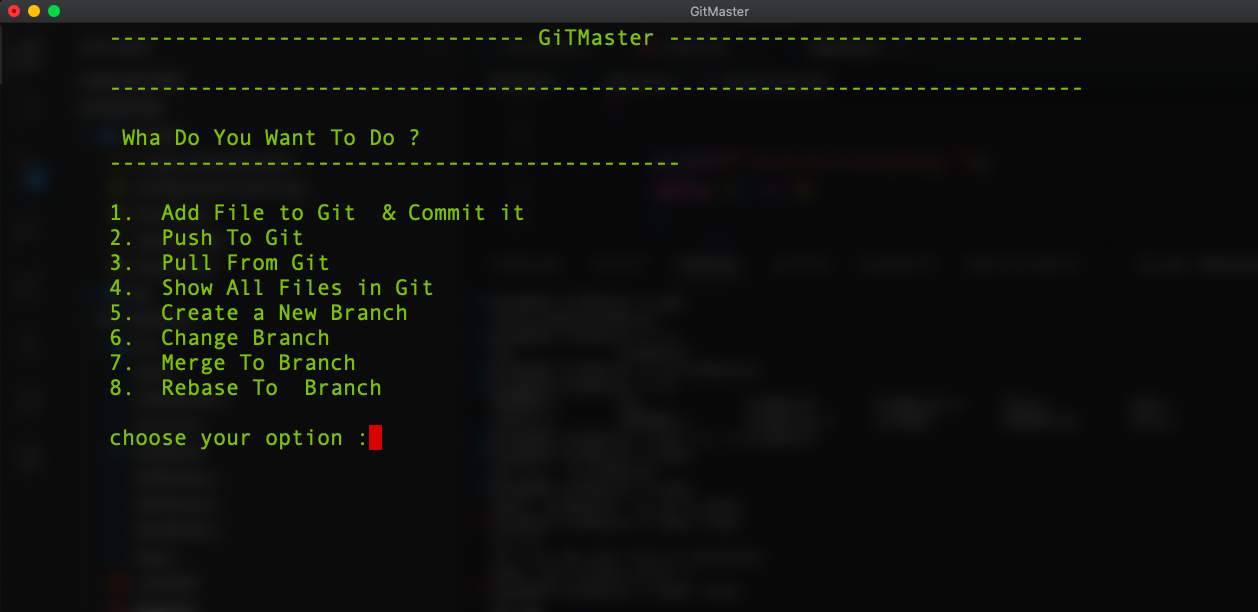 GitMaster
-------------------------------- GiTMaster --------------------------------
---------------------------------------------------------------------------
Wha Do You Want To Do ?
--------------------------------------------
1. Add File to Git & Commit it
2. Push To Git
3. Pull From Git
4. Show All Files in Git
5. Create a New Branch
6. Change Branch
7. Merge To Branch
8. Rebase To Branch
choose your option :